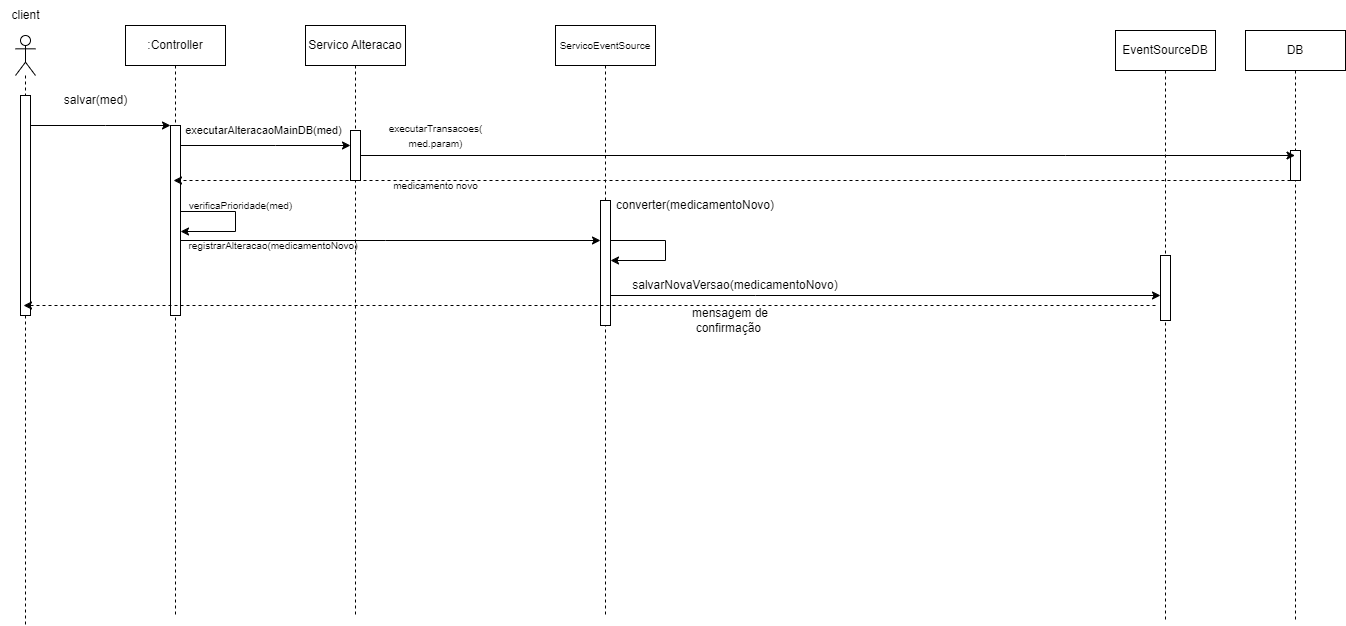 client
:Controller
Servico Alteracao
ServicoEventSource
EventSourceDB
DB
salvar(med)
executarAlteracaoMainDB(med)
executarTransacoes(
med.param)
medicamento novo
verificaPrioridade(med)
converter(medicamentoNovo)
registrarAlteracao(medicamentoNovo)
salvarNovaVersao(medicamentoNovo)
mensagem de
confirmação